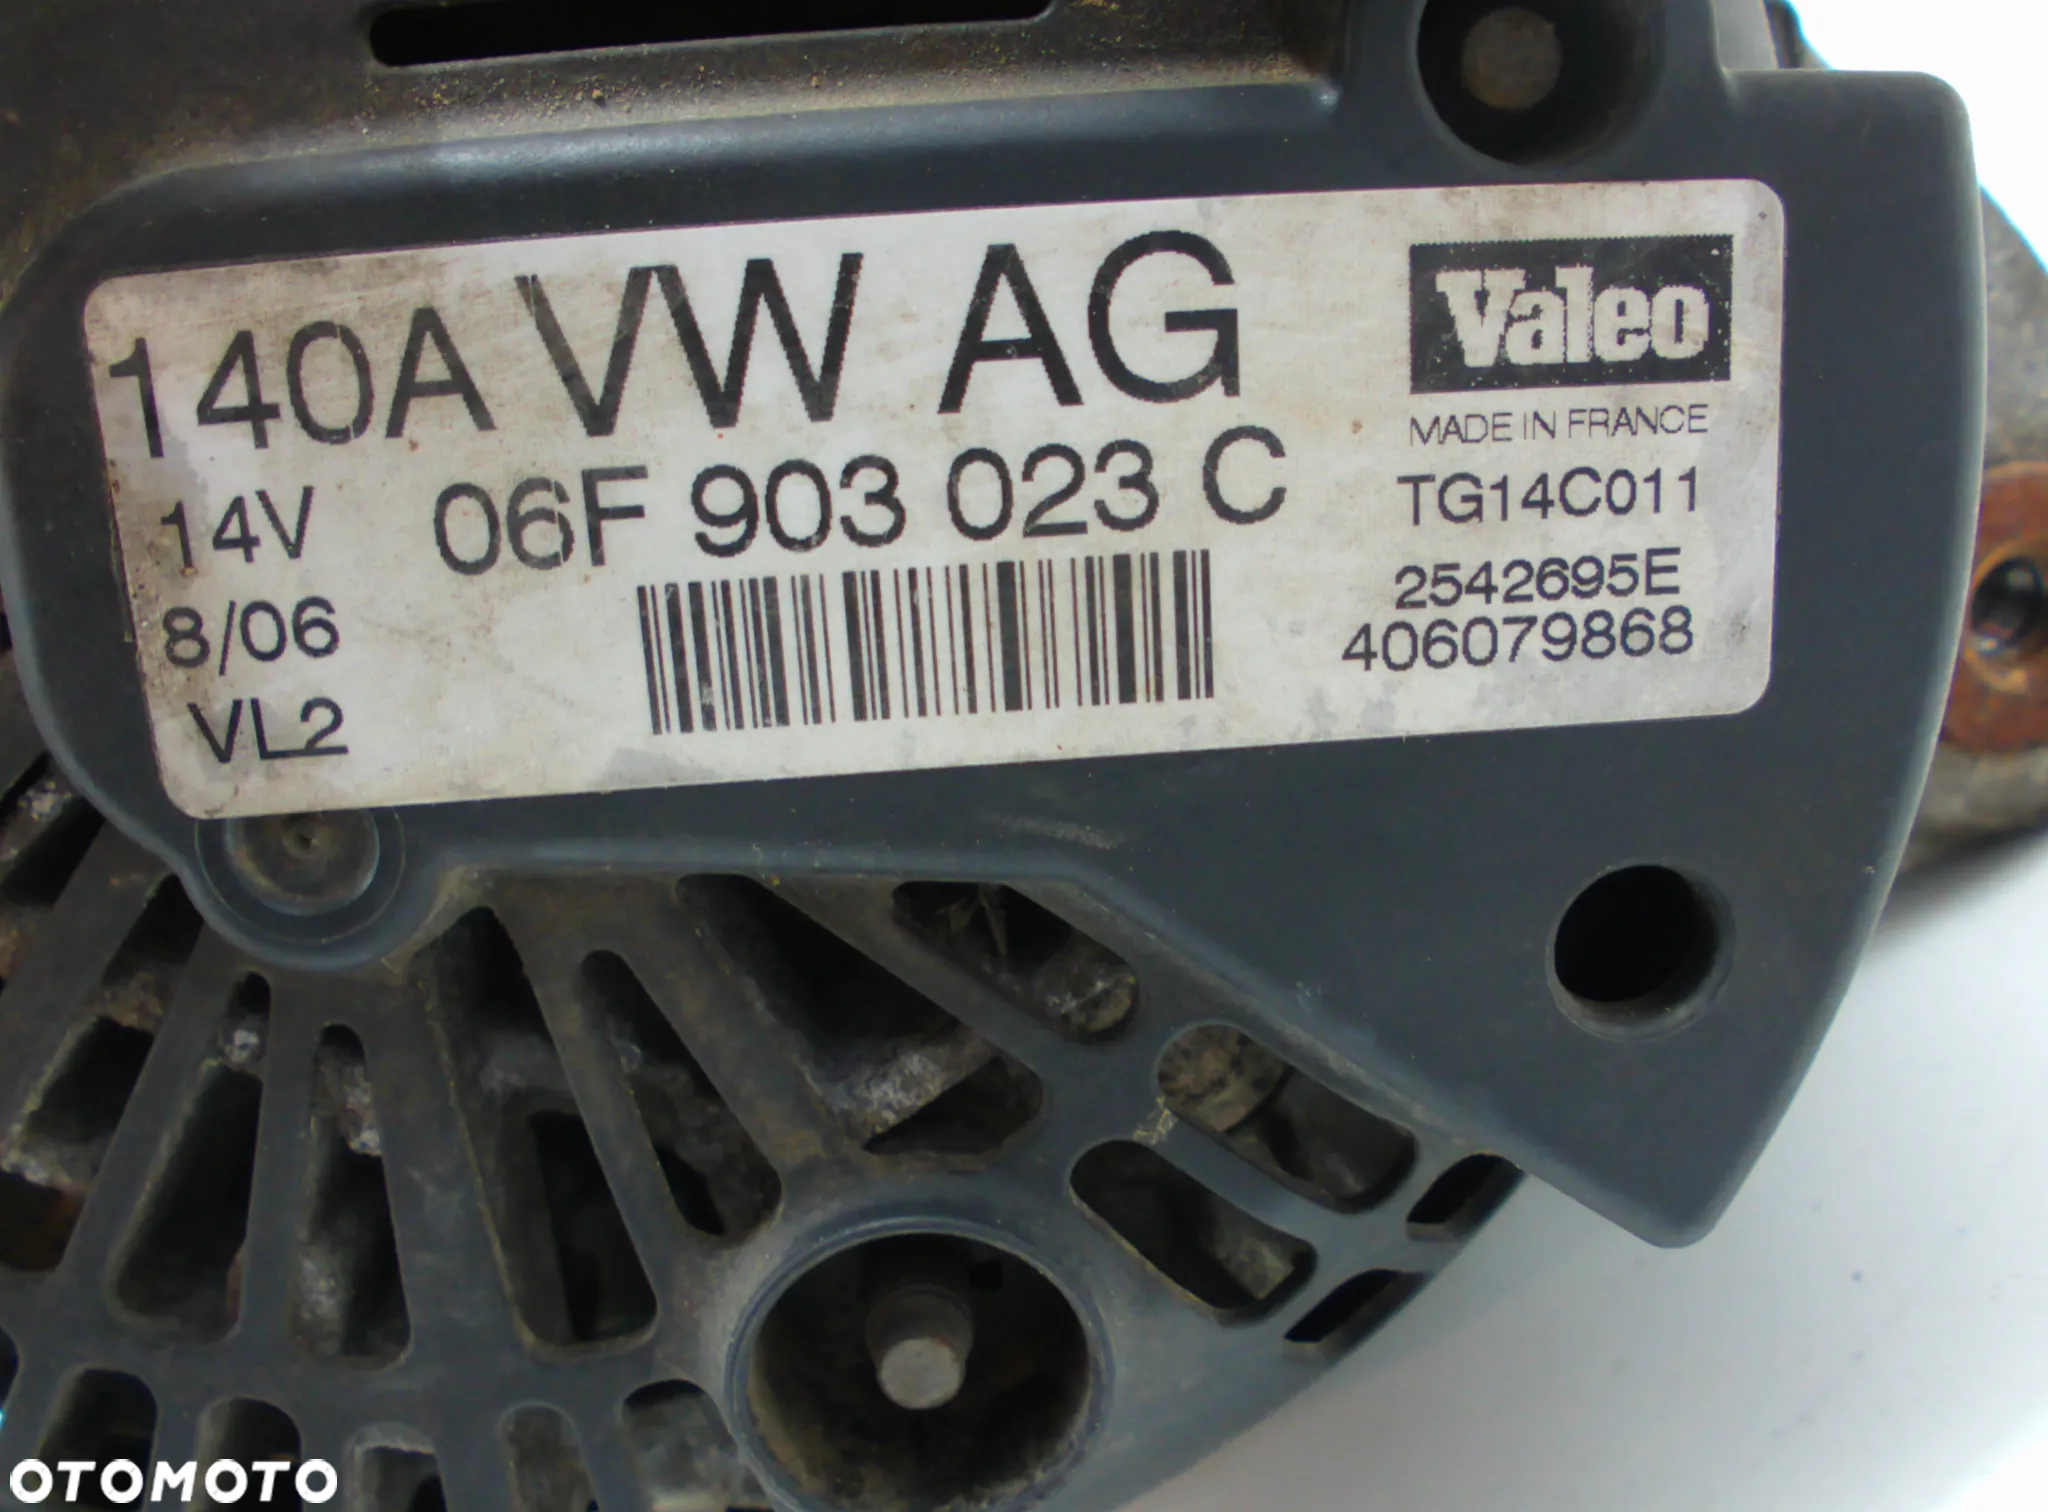 140A VW AG
Valeo
MADE IN FRANCE
14V 06F 903 023 C TG14C011
8/06 2542695E
406079868
VL2
OTOMOTO